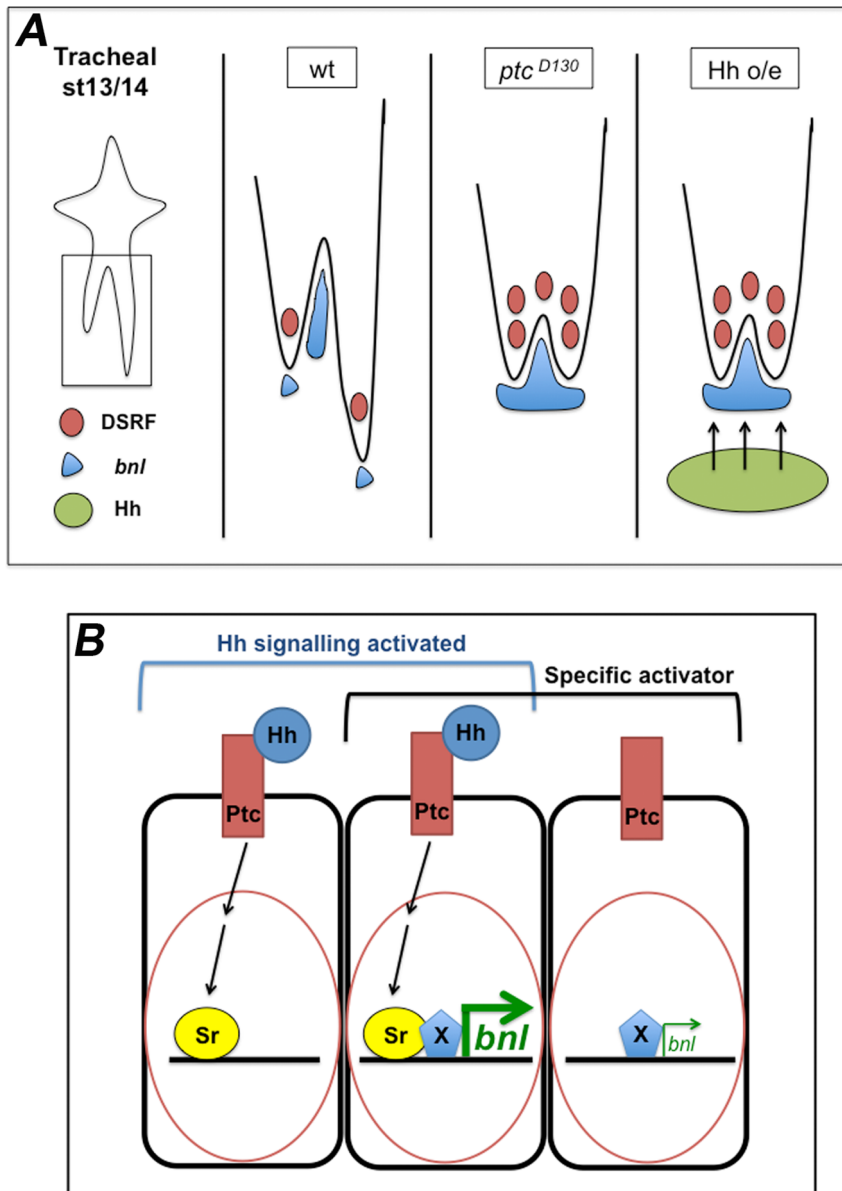 A
Tracheal
st13/14
wt
ptc D130
Hh o/e
DSRF
bnl
Hh
B
Hh signalling activated
Specific activator
Hh
Hh
Ptc
Ptc
Ptc
Sr
Sr
X
bnl
X
bnl